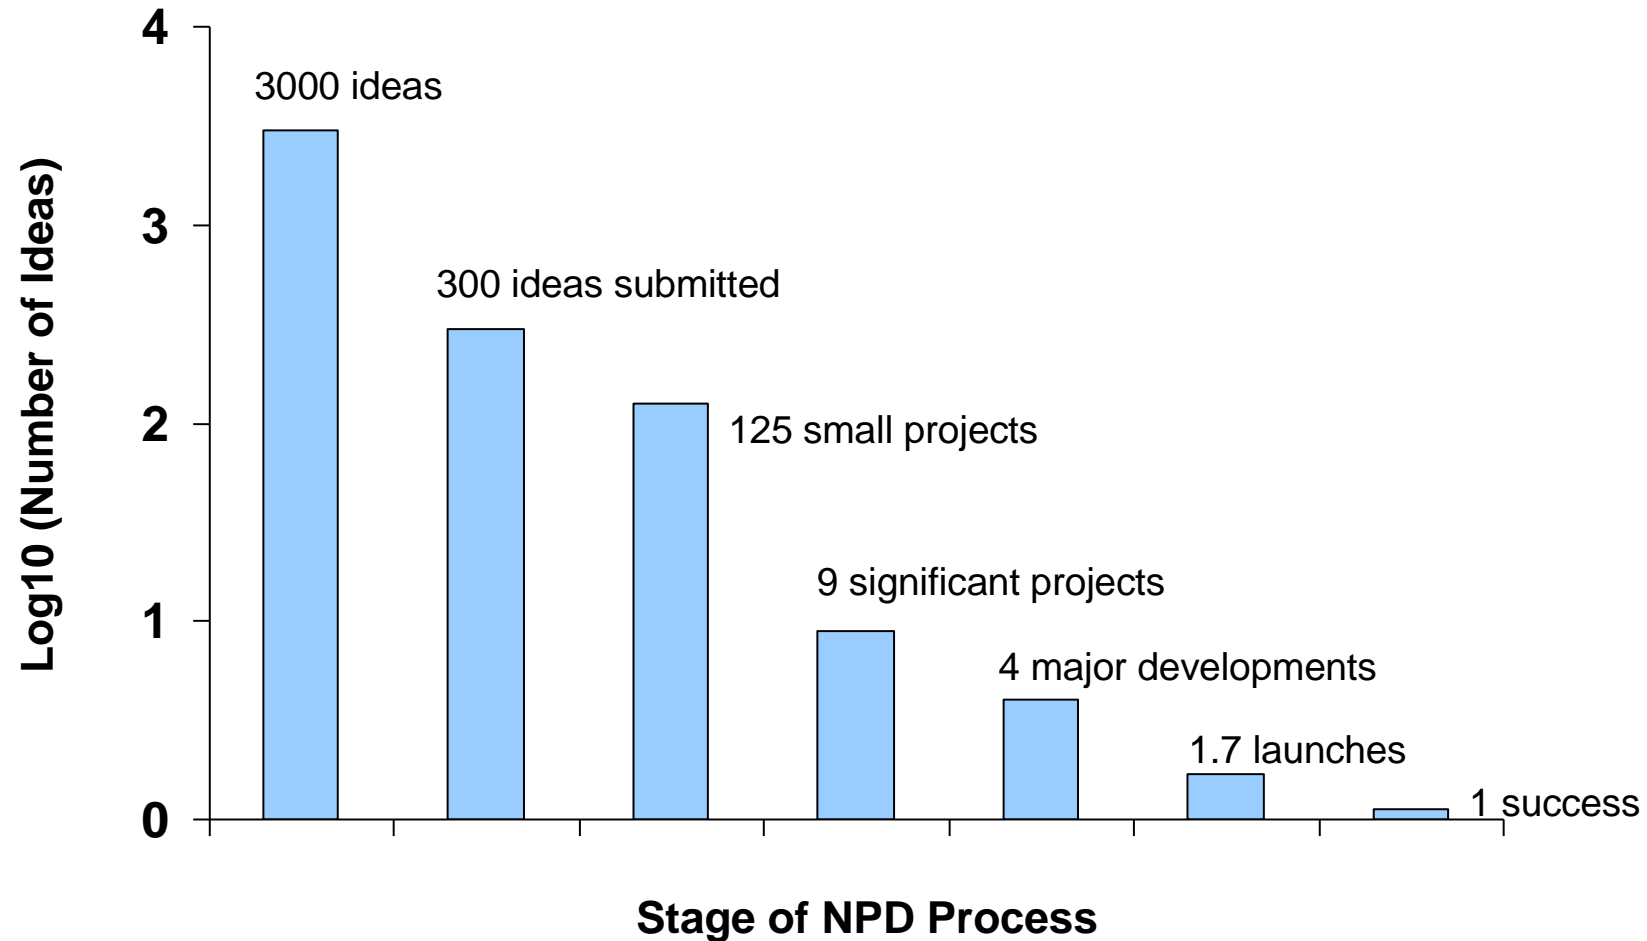 4
3000 ideas
3
300 ideas submitted
2
125 small projects
9 significant projects
1
4 major developments
1.7 launches
1 success
0
Log10 (Number of Ideas)
Stage of NPD Process